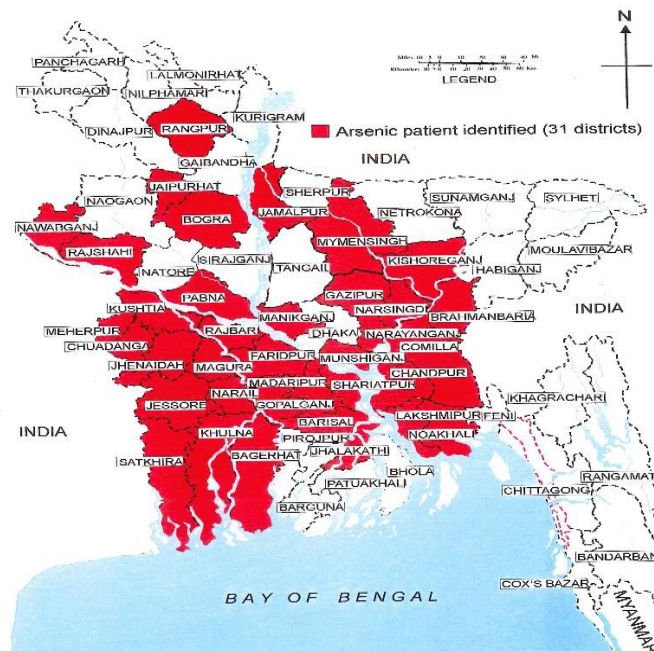 N
PANCHAGARH
LALMONIRHAT
THAKURGAON
NILPHAMARI
LEGEND
KURIGRAM
DINAJPUR
RANGPUR
Arsenic patient identified (31 districts)
GAIBANDHA
INDIA
JAIPURHAT
SHERPUR
NAOGAON
SUNAMGANJ
SYLHET
BOGRA
JAMALPUR
NETROKONA
NAWABGANJ
MYMENSINGH
MOULAVIBAZAR
RAJSHAHI
SIRAJGANJ
KISHOREGANJ
NATORE
TANGAIL
HABIGANJ
PABNA
GAZIPUR
INDIA
KUSHTIA
MANIKGANJ
NARSINGDI
BRAHMANBARIA
MEHERPUR
RAJBARI
DHAKA
NARAYANGANJ
CHUADANGA
FARIDPUR
MUNSHIGANJ
COMILLA
JHENAIDAH
MAGURA
CHANDPUR
MADARIPUR
SHARIATPUR
KHAGRACHARI
NARAIL
JESSORE
GOPALGANJ
LAKSHMIPUR
FENI
BARISAL
INDIA
KHULNA
NOAKHALI
PIROJPUR
JHALAKATHI
SATKHIRA
BAGERHAT
BHOLA
RANGAMAT
PATUAKHALI
CHITTAGONG
BARGUNA
BANDARBAN
COX'S BAZAR
BAY OF BENGAL
MYANMAR